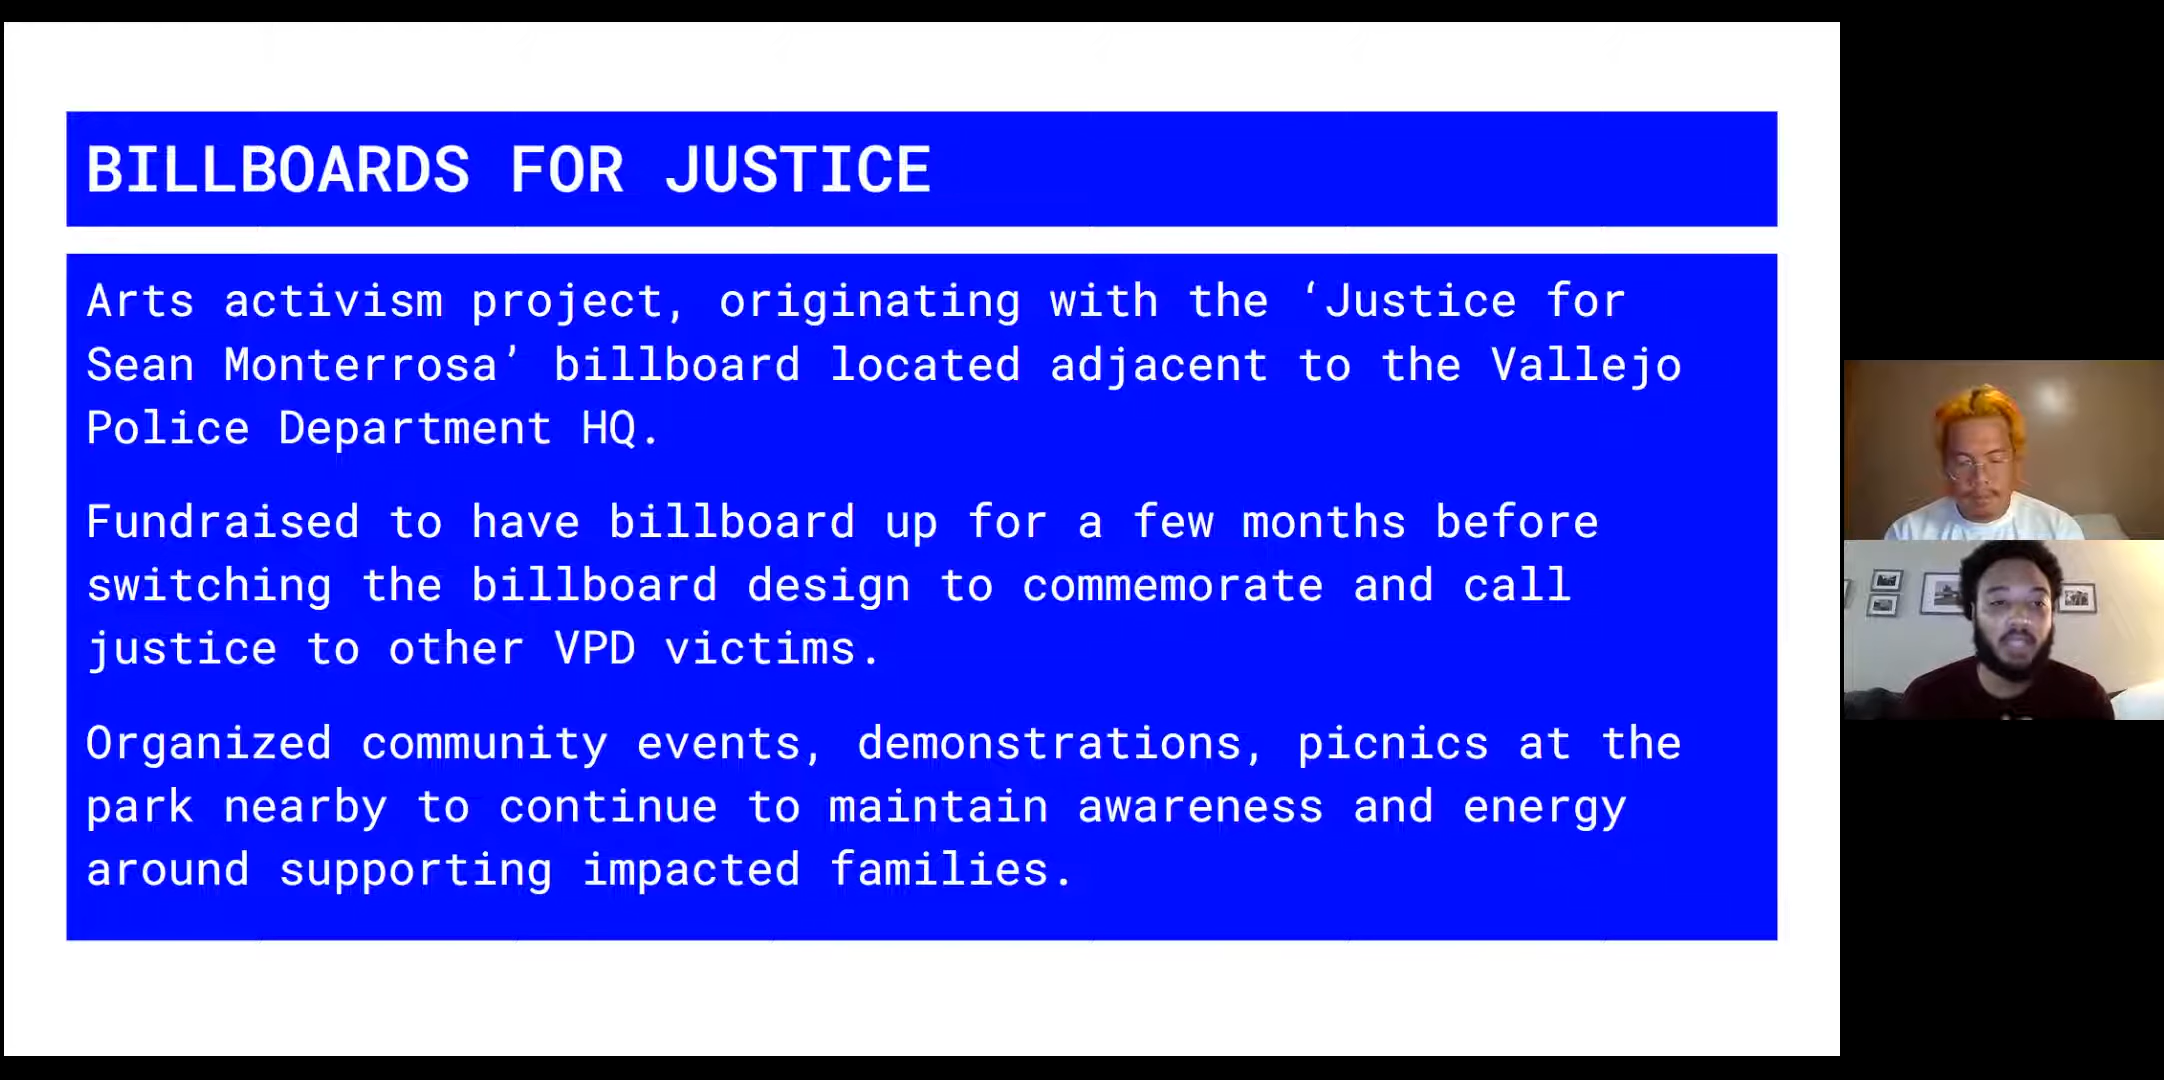 BILLBOARDS FOR JUSTICE
Arts activism project, originating with the ‘Justice for
Sean Monterrosa’ billboard located adjacent to the Vallejo
Police Department HQ.
Fundraised to have billboard up for a few months before
switching the billboard design to commemorate and call
justice to other VPD victims.
Organized community events, demonstrations, picnics at the
park nearby to continue to maintain awareness and energy
around supporting impacted families.